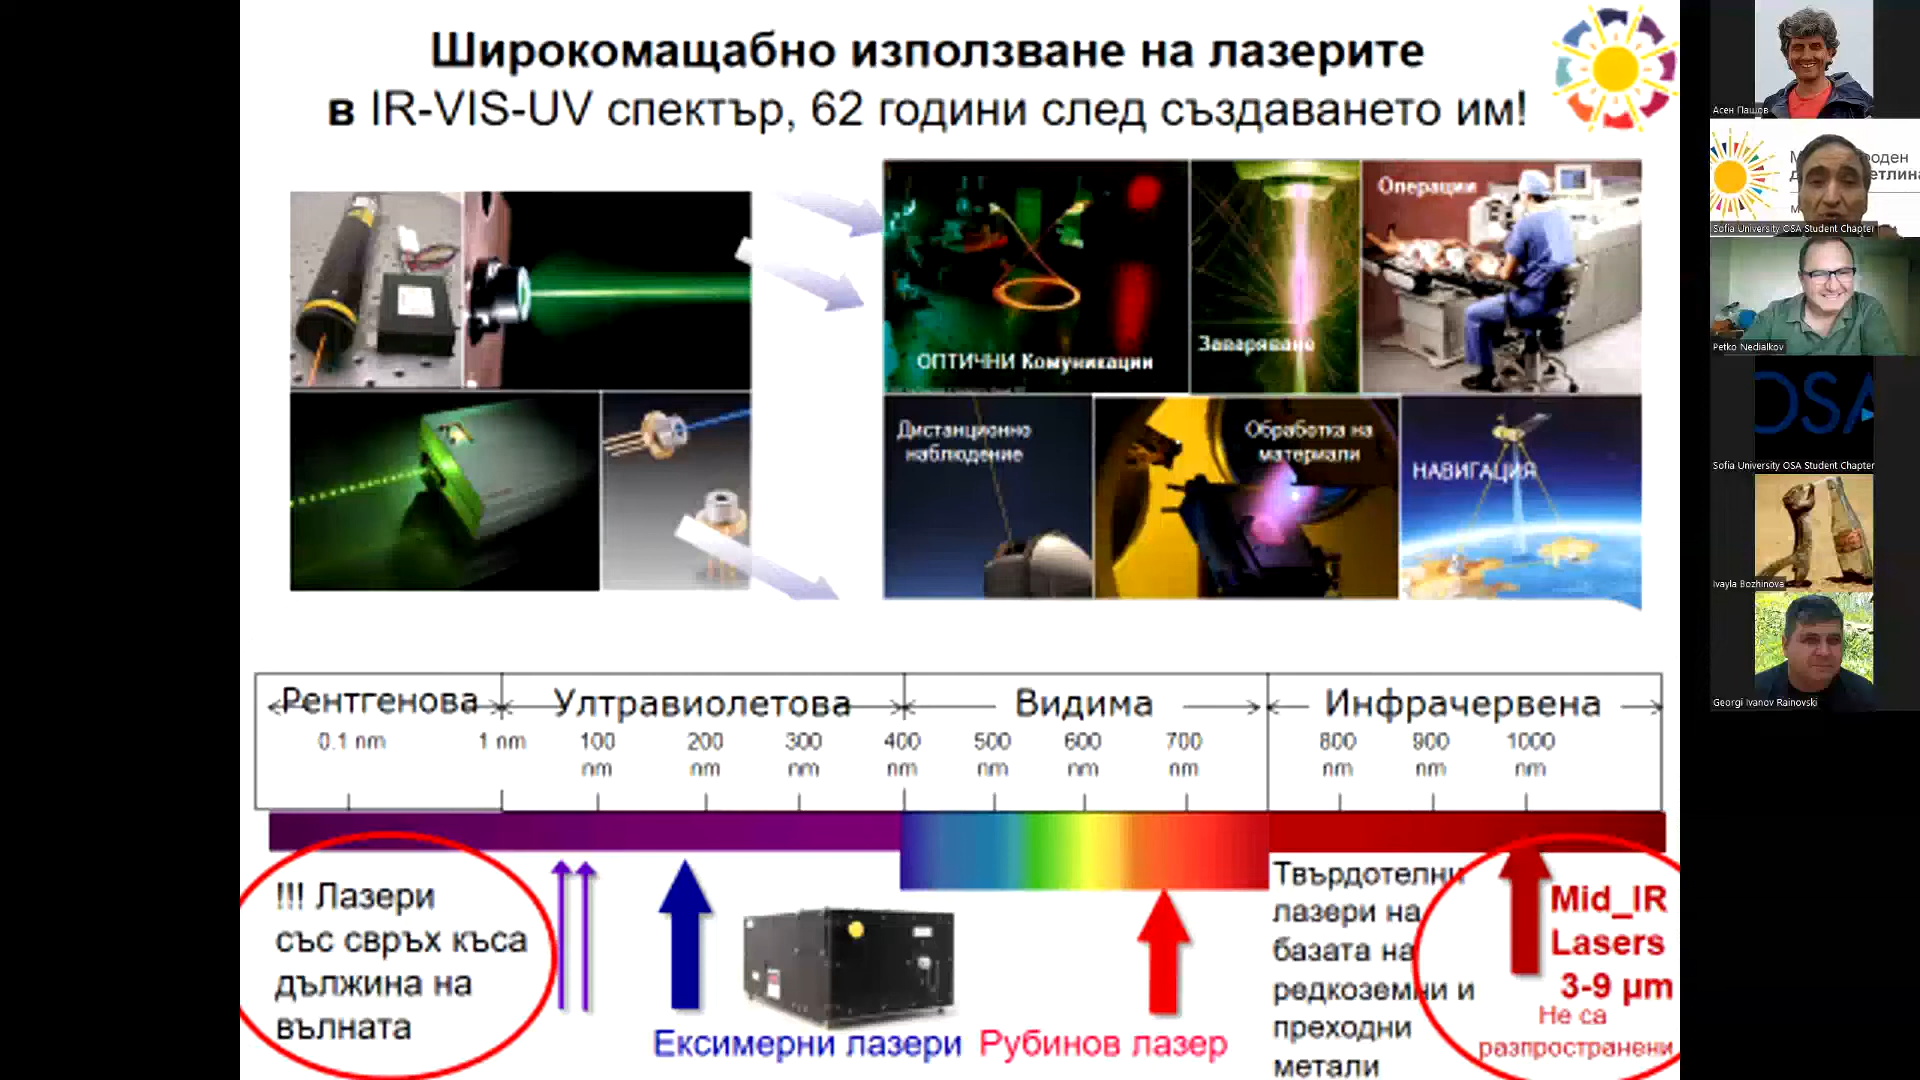 Широкомащабно използване на лазерите
в IR-VIS-UV спектър, 62 години след създаването им!
ОПТИЧНИ Комуникации
Заваряване
Операции
Дистанционно
наблюдение
Обработка на
материали
НАВИГАЦИЯ
Рентгенова
Ултравиолетова
Видима
Инфрачервена
0.1 nm
1 nm
100 nm
200 nm
300 nm
400 nm
500 nm
600 nm
700 nm
800 nm
900 nm
1000 nm
!!! Лазери
със свръх къса
дължина на
вълната
Ексимерни лазери
Рубинов лазер
Твърдотелни
лазери на
базата на
редкоземни и
преходни
метали
Mid_IR
Lasers
3-9 µm
Не са
разпространени
Асен Пашов
Sofia University OSA Student Chapter
Petko Nedialkov
OSA
Sofia University OSA Student Chapter
Ivayla Bozhinova
Georgi Ivanov Rainovski